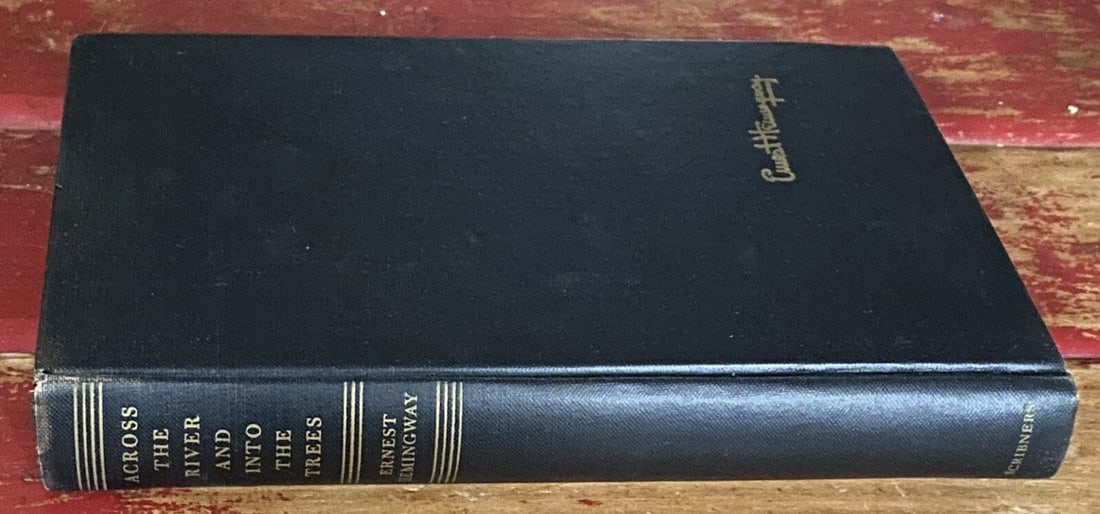 Ernest Hemingway
ACROSS
THE
RIVER
AND
INTO
THE
TREES
ERNEST
HEMINGWAY
SCRIBNERS